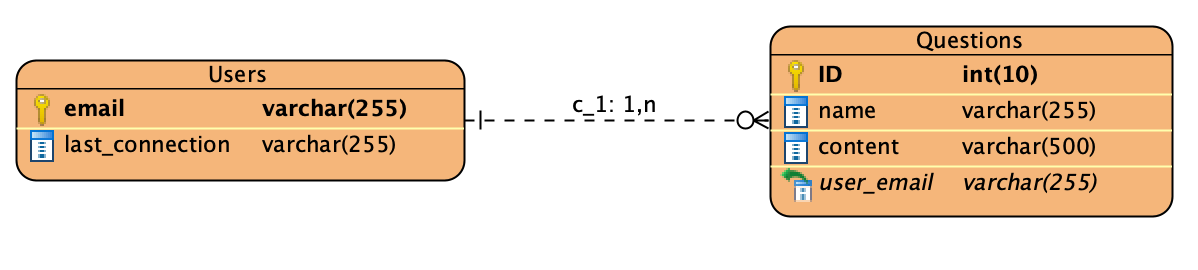 Users
email varchar(255)
last_connection varchar(255)
c_1: 1,n
Questions
ID int(10)
name varchar(255)
content varchar(500)
user_email varchar(255)